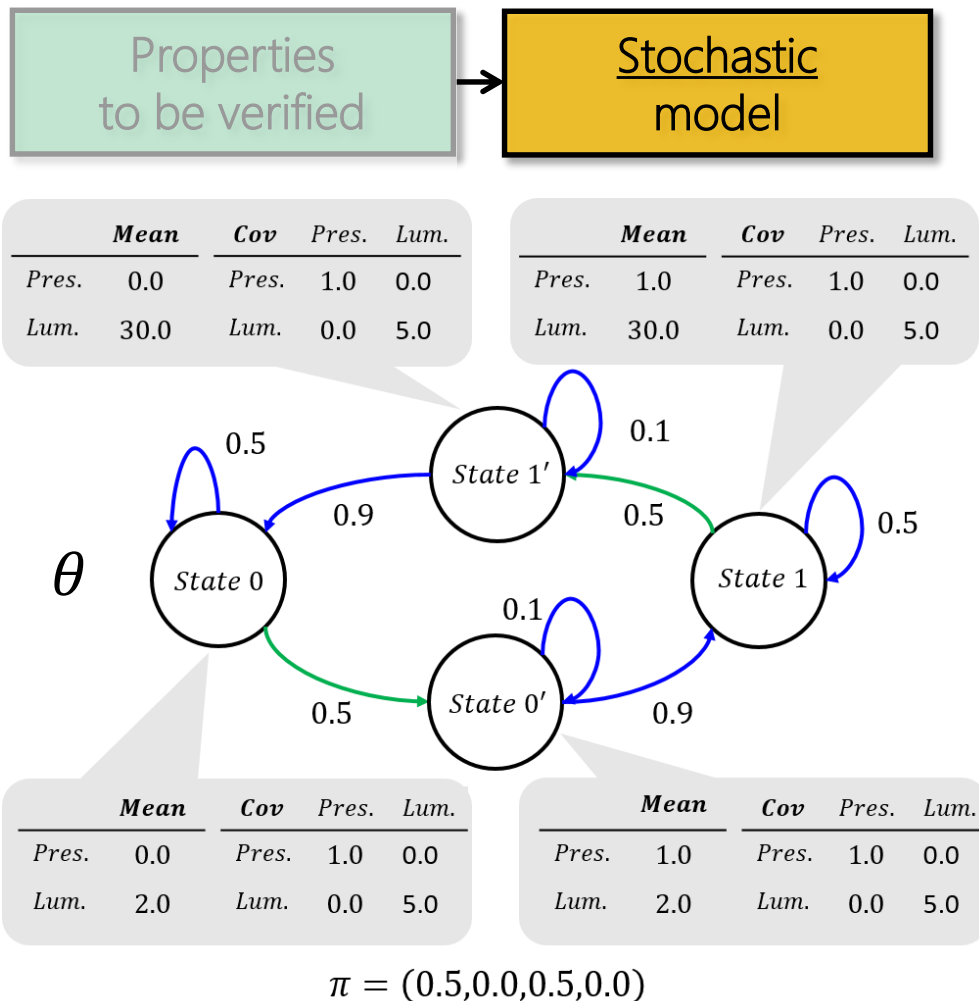 Properties
to be verified
Stochastic
model
Mean Cov Pres. Lum.
Pres. 0.0 Pres. 1.0 0.0
Lum. 30.0 Lum. 0.0 5.0
Mean Cov Pres. Lum.
Pres. 1.0 Pres. 1.0 0.0
Lum. 30.0 Lum. 0.0 5.0
0.5
0.1
State 1′
0.9
0.5
0.5
θ
State 0
State 1
0.1
State 0′
0.5
0.9
Mean Cov Pres. Lum.
Pres. 0.0 Pres. 1.0 0.0
Lum. 2.0 Lum. 0.0 5.0
Mean Cov Pres. Lum.
Pres. 1.0 Pres. 1.0 0.0
Lum. 2.0 Lum. 0.0 5.0
π = (0.5,0.0,0.5,0.0)